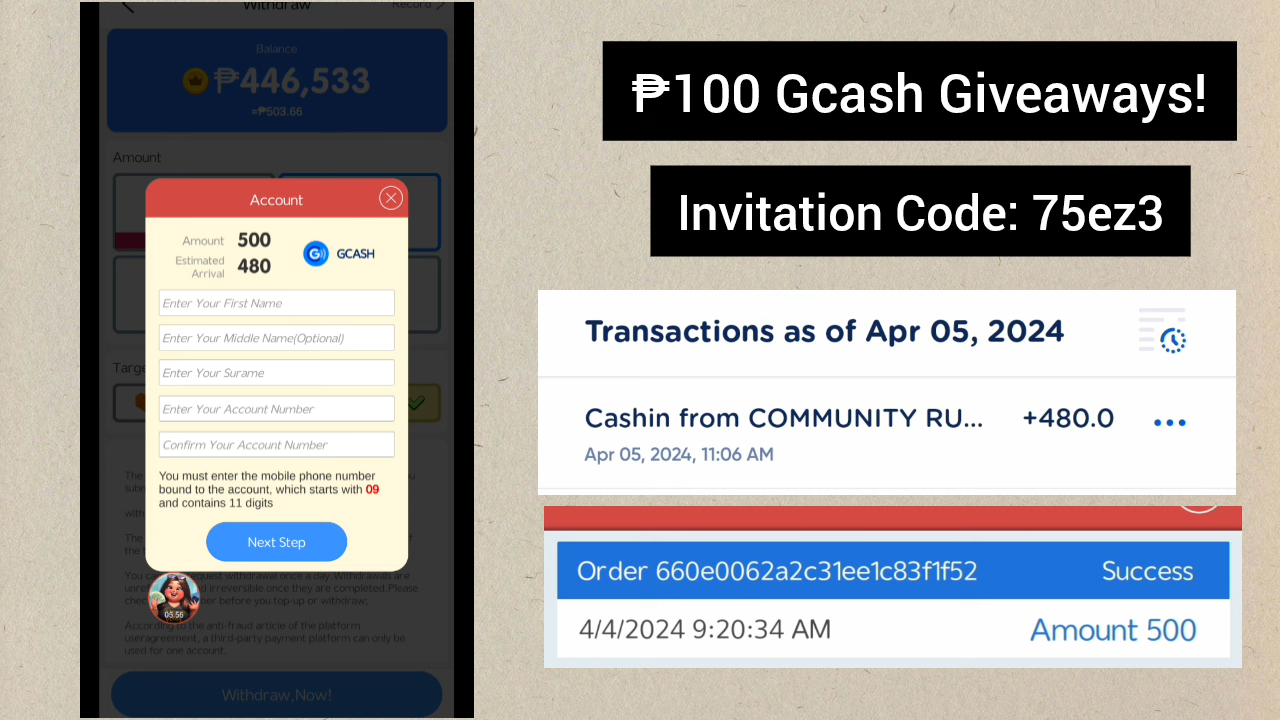 Withdraw
Record
Balance
₱446,533
≈₱503.66
Amount
Account
Amount 500
Estimated Arrival 480
GCASH
Enter Your First Name
Enter Your Middle Name(Optional)
Enter Your Surame
Enter Your Account Number
Confirm Your Account Number
You must enter the mobile phone number
bound to the account, which starts with 09
and contains 11 digits
Next Step
05:56
before you top-up or withdraw;
According to the anti-fraud article of the platform
useragreement, a third-party payment platform can only be
used for one account.
Withdraw,Now!
₱100 Gcash Giveaways!
Invitation Code: 75ez3
Transactions as of Apr 05, 2024
Cashin from COMMUNITY RU... +480.0
Apr 05, 2024, 11:06 AM
Order 660e0062a2c31ee1c83f1f52 Success
4/4/2024 9:20:34 AM Amount 500